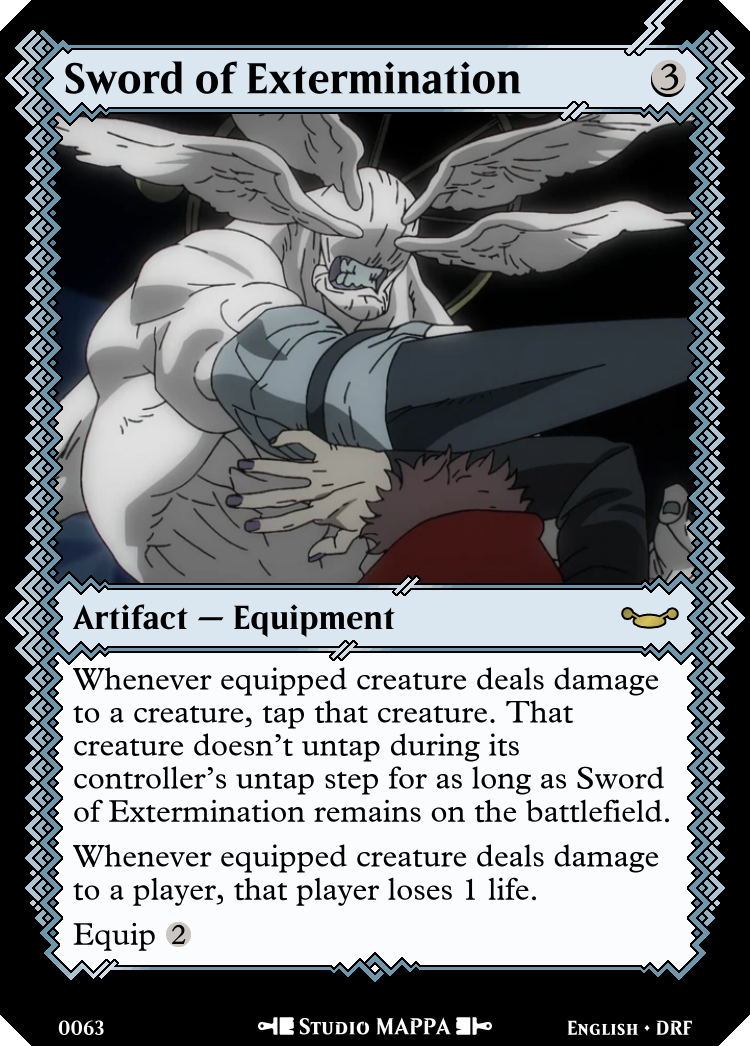 Sword of Extermination 3
Artifact — Equipment
Whenever equipped creature deals damage
to a creature, tap that creature. That
creature doesn't untap during its
controller's untap step for as long as Sword
of Extermination remains on the battlefield.
Whenever equipped creature deals damage
to a player, that player loses 1 life.
Equip 2
0063 Studio MAPPA English • DRF